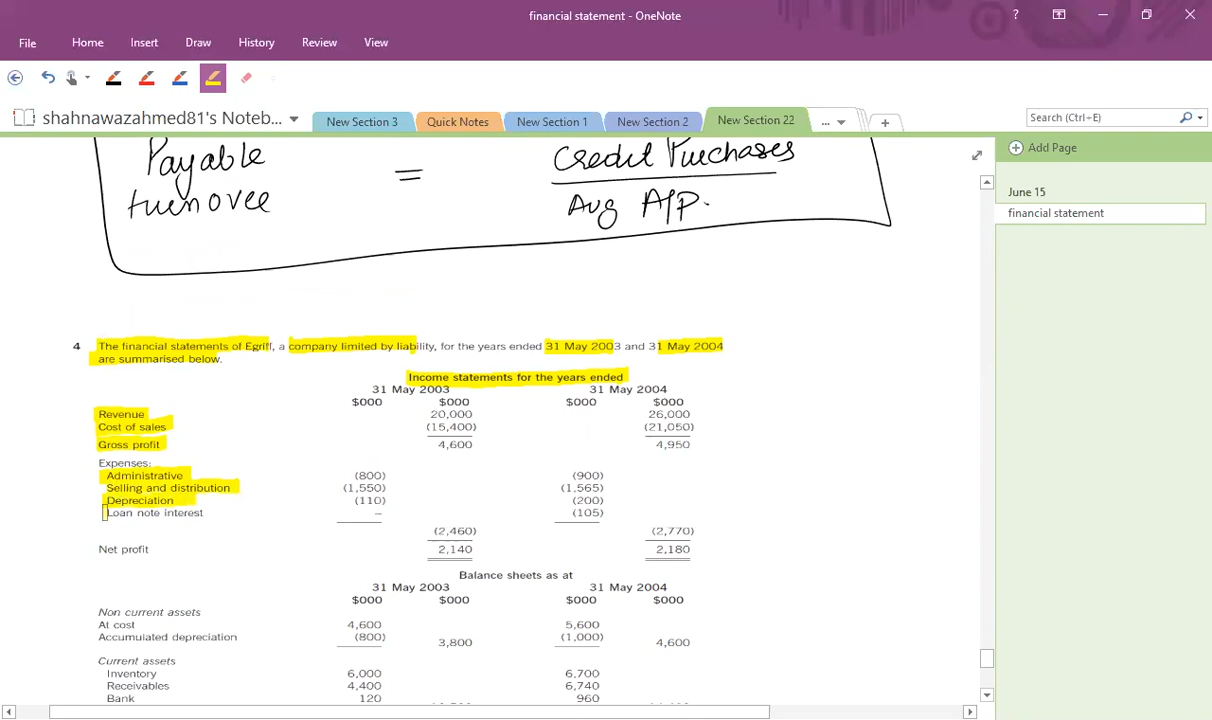 financial statement - OneNote
?
File Home Insert Draw History Review View
shahnawazahmed81's Noteb... New Section 3 Quick Notes New Section 1 New Section 2 New Section 22 ... + Search (Ctrl+E)
Add Page
June 15
financial statement
Payable = Credit Purchases
turnovee Avg A/P.
4 The financial statements of Egriff, a company limited by liability, for the years ended 31 May 2003 and 31 May 2004
are summarised below.
Income statements for the years ended
31 May 2003 31 May 2004
$000 $000 $000 $000
Revenue 20,000 26,000
Cost of sales (15,400) (21,050)
Gross profit 4,600 4,950
Expenses:
Administrative (800) (900)
Selling and distribution (1,550) (1,565)
Depreciation (110) (200)
Loan note interest – (105)
(2,460) (2,770)
Net profit 2,140 2,180
Balance sheets as at
31 May 2003 31 May 2004
$000 $000 $000 $000
Non current assets
At cost 4,600 5,600
Accumulated depreciation (800) 3,800 (1,000) 4,600
Current assets
Inventory 6,000 6,700
Receivables 4,400 6,740
Bank 120 960